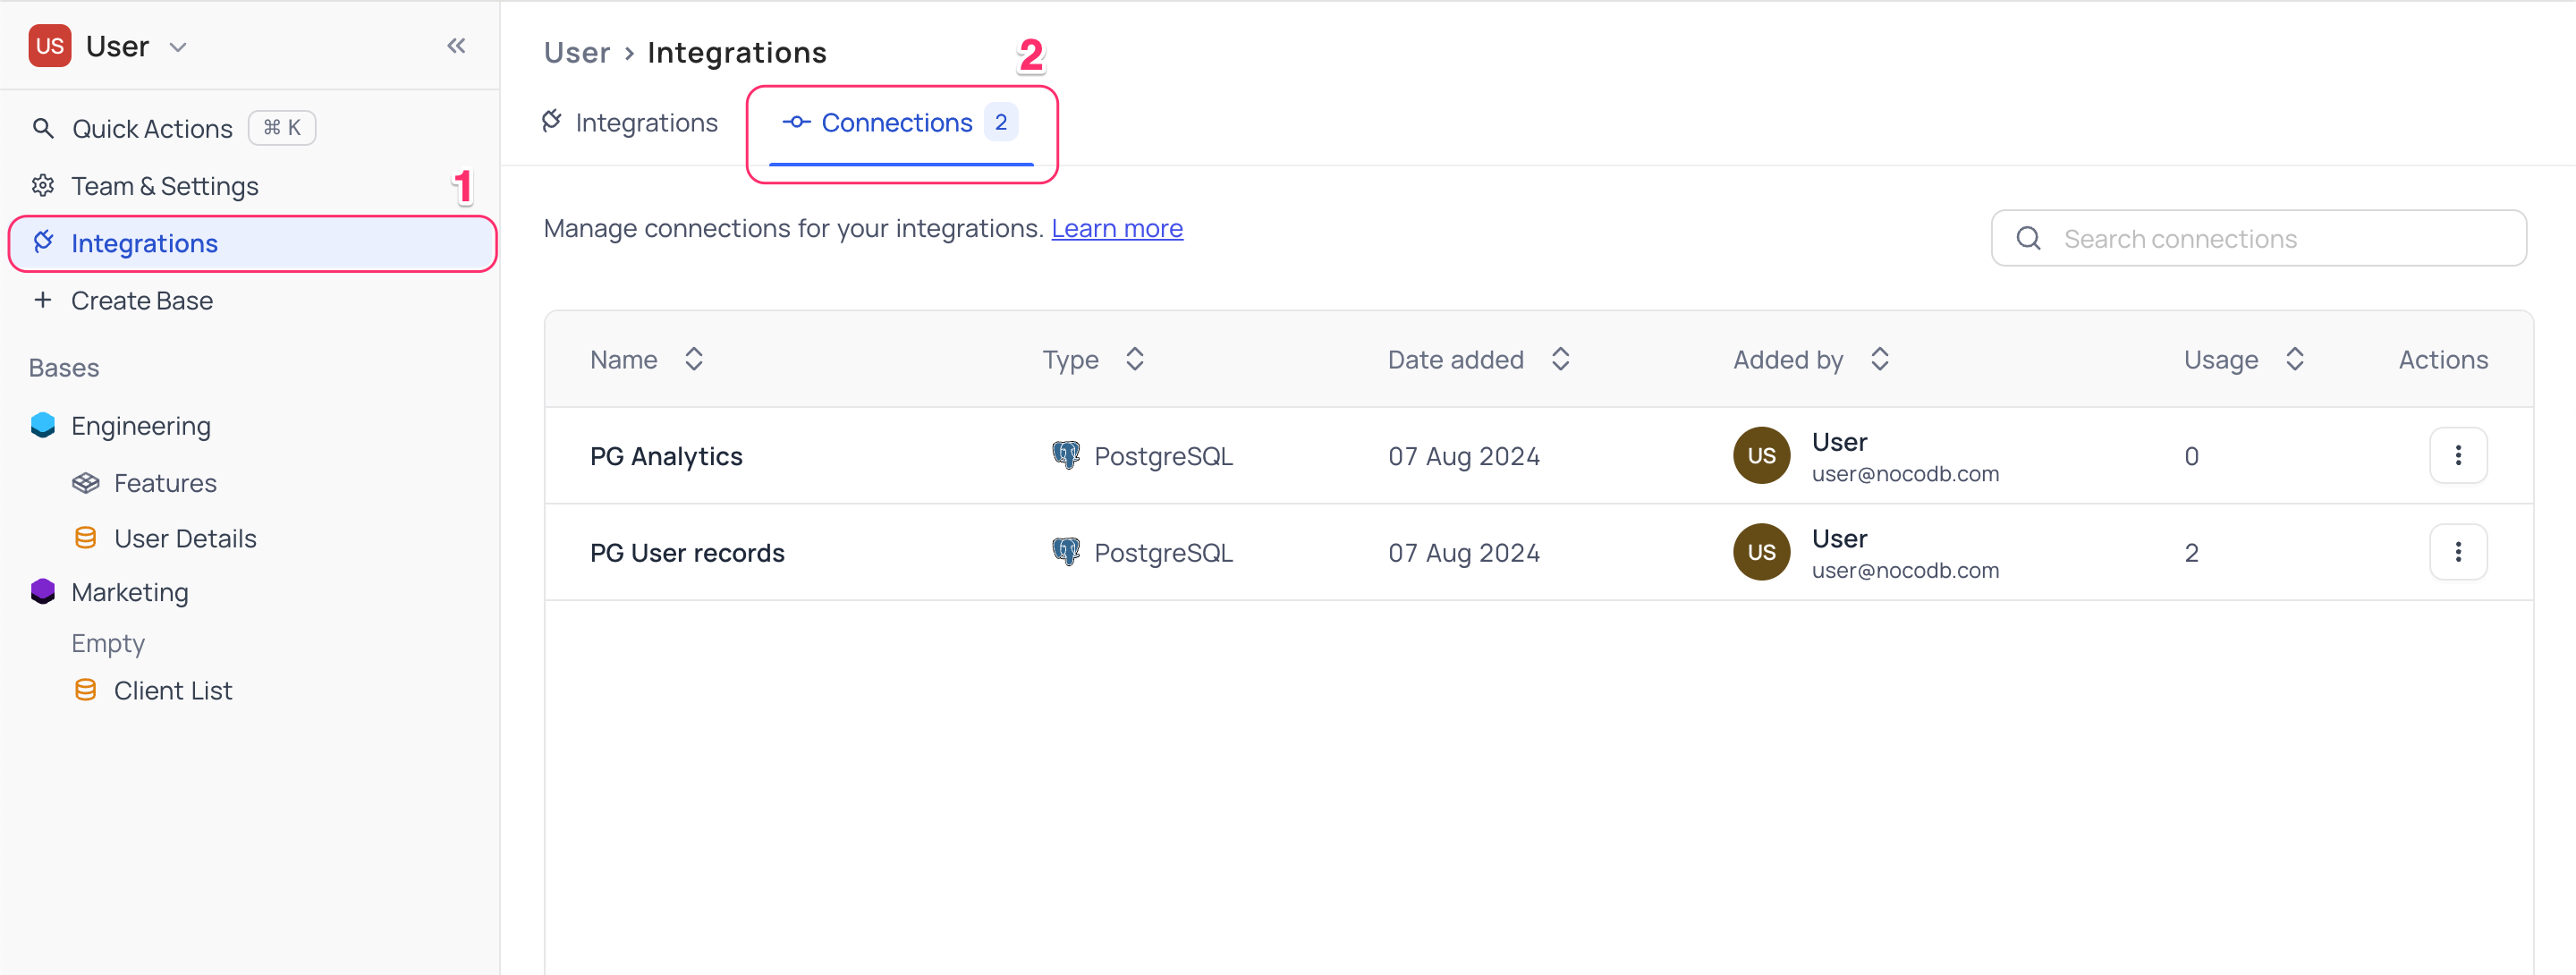 US User
Quick Actions ⌘ K
Team & Settings
1
Integrations
Create Base
Bases
Engineering
Features
User Details
Marketing
Empty
Client List
User > Integrations
2
Integrations
Connections 2
Manage connections for your integrations. Learn more
Search connections
Name Type Date added Added by Usage Actions
PG Analytics PostgreSQL 07 Aug 2024 US User 0
user@nocodb.com
PG User records PostgreSQL 07 Aug 2024 US User 2
user@nocodb.com